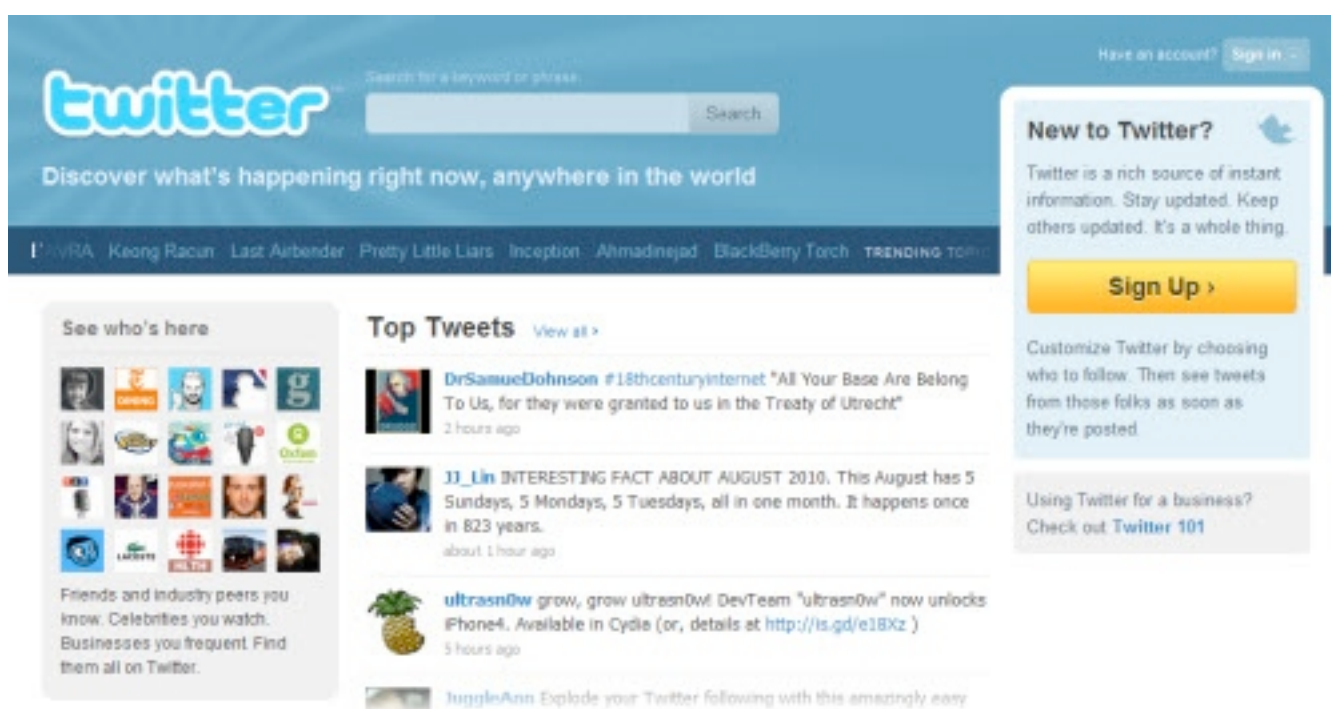 Have an account? Sign in
twitter
Search for a keyword or phrase.
Search
Discover what's happening right now, anywhere in the world
Keong Racun Last Airbender Pretty Little Liars Inception Ahmadinejad BlackBerry Torch TRENDING
New to Twitter?
Twitter is a rich source of instant
information. Stay updated. Keep
others updated. It's a whole thing.
Sign Up ›
Customize Twitter by choosing
who to follow. Then see tweets
from those folks as soon as
they're posted.
Using Twitter for a business?
Check out Twitter 101
See who's here
DINING
g
Oxfam
LACOSTE
HLTH
Friends and industry peers you
know. Celebrities you watch.
Businesses you frequent. Find
them all on Twitter.
Top Tweets View all ›
DrSamuelJohnson #18thcenturyinternet "All Your Base Are Belong
To Us, for they were granted to us in the Treaty of Utrecht"
2 hours ago
JJ_Lin INTERESTING FACT ABOUT AUGUST 2010. This August has 5
Sundays, 5 Mondays, 5 Tuesdays, all in one month. It happens once
in 823 years.
about 1 hour ago
ultrasn0w grow, grow ultrasn0w! DevTeam "ultrasn0w" now unlocks
iPhone4. Available in Cydia (or, details at http://is.gd/e1BXz )
5 hours ago
JuggleAnn Explode your Twitter following with this amazingly easy